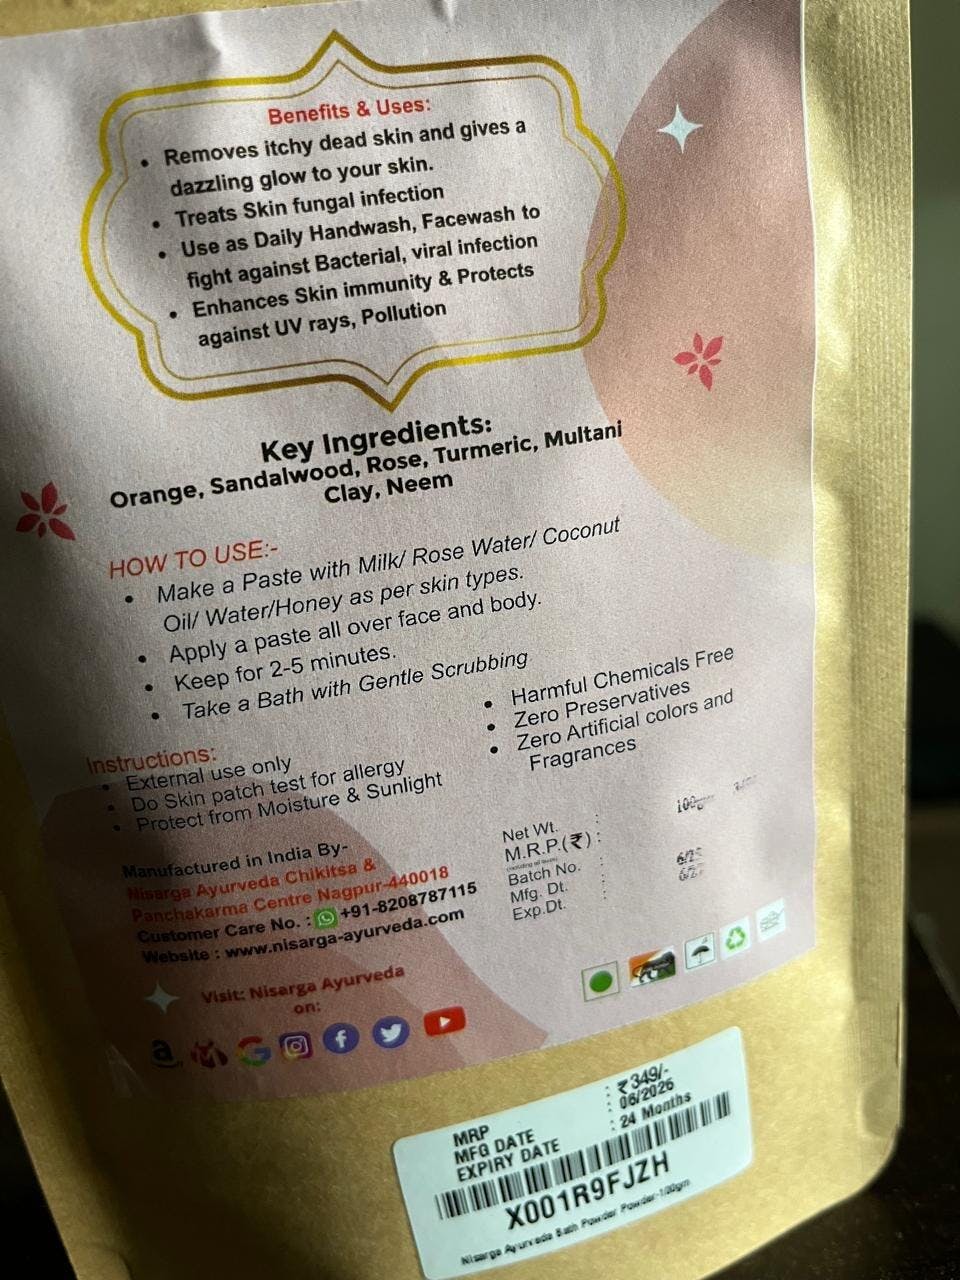 Benefits & Uses:
• Removes itchy dead skin and gives a
dazzling glow to your skin.
• Treats Skin fungal infection
• Use as Daily Handwash, Facewash to
fight against Bacterial, viral infection
• Enhances Skin immunity & Protects
against UV rays, Pollution
Key Ingredients:
Orange, Sandalwood, Rose, Turmeric, Multani
Clay, Neem
HOW TO USE:-
• Make a Paste with Milk/ Rose Water/ Coconut
Oil/ Water/Honey as per skin types.
• Apply a paste all over face and body.
• Keep for 2-5 minutes.
• Take a Bath with Gentle Scrubbing
• Harmful Chemicals Free
• Zero Preservatives
• Zero Artificial colors and
Fragrances
Instructions:
• External use only
• Do Skin patch test for allergy
• Protect from Moisture & Sunlight
Manufactured in India By-
Nisarga Ayurveda Chikitsa &
Panchakarma Centre Nagpur-440018
Customer Care No. : +91-8208787115
Website : www.nisarga-ayurveda.com
Net Wt. :
M.R.P.(₹) :
Batch No. :
Mfg. Dt. :
Exp.Dt. :
Visit: Nisarga Ayurveda
on:
MRP : ₹349/-
MFG DATE : 06/2026
EXPIRY DATE : 24 Months
X001R9FJZH
Nisarga Ayurveda Bath Powder Powder-100gm